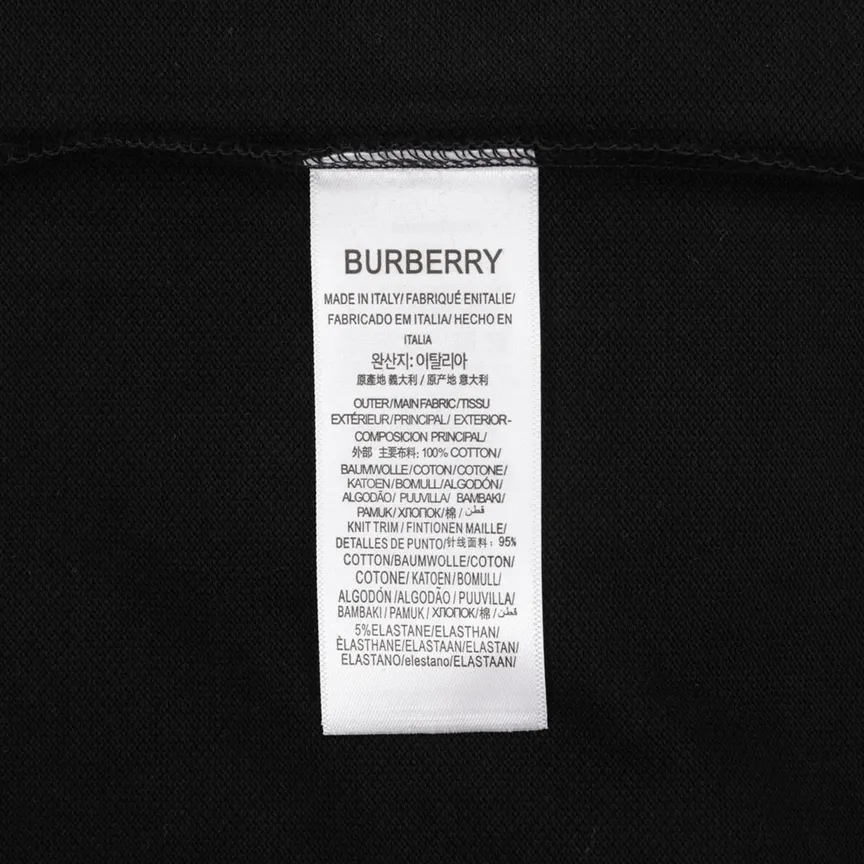 BURBERRY
MADE IN ITALY/ FABRIQUÉ ENITALIE/
FABRICADO EM ITALIA/ HECHO EN
ITALIA
완산지: 이탈리아
原產地 義大利 / 原产地 意大利
OUTER/MAIN FABRIC/TISSU
EXTÉRIEUR/PRINCIPAL/ EXTERIOR-
COMPOSICION PRINCIPAL/
外部 主要布料: 100% COTTON/
BAUMWOLLE/COTON/COTONE/
KATOEN/BOMULL/ALGODÓN/
ALGODÃO/ PUUVILLA/ BAMBAKI/
PAMUK/ХЛОПОК/棉 / قطن
KNIT TRIM / FINTIONEN MAILLE/
DETALLES DE PUNTO/针线面料: 95%
COTTON/BAUMWOLLE/COTON/
COTONE/ KATOEN/BOMULL/
ALGODÓN /ALGODÃO / PUUVILLA/
BAMBAKI / PAMUK / ХЛОПОК/棉 / قطن
5%ELASTANE/ELASTHAN/
ÈLASTHANE/ELASTAAN/ELASTAN/
ELASTANO/elestano/ELASTAAN/